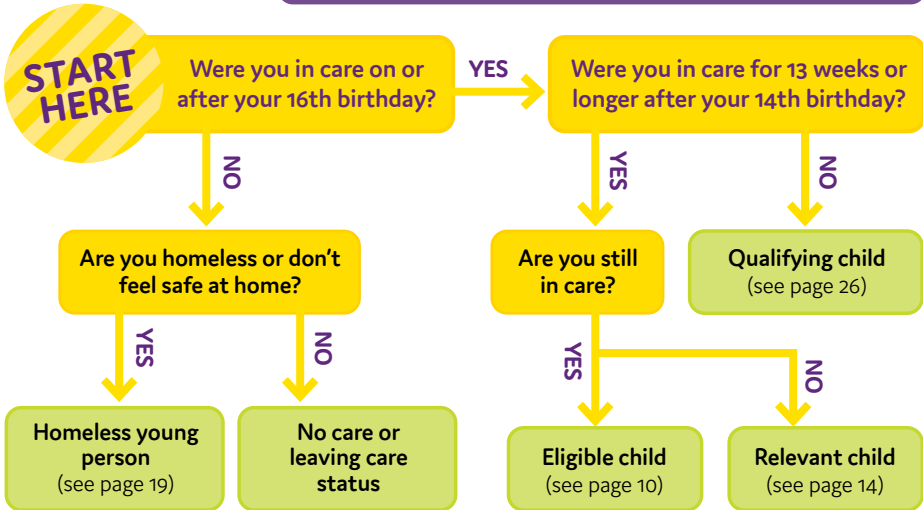 START
HERE
Were you in care on or
after your 16th birthday?
YES
Were you in care for 13 weeks or
longer after your 14th birthday?
NO
YES
NO
Are you homeless or don't
feel safe at home?
Are you still
in care?
Qualifying child
(see page 26)
YES
NO
YES
NO
Homeless young
person
(see page 19)
No care or
leaving care
status
Eligible child
(see page 10)
Relevant child
(see page 14)